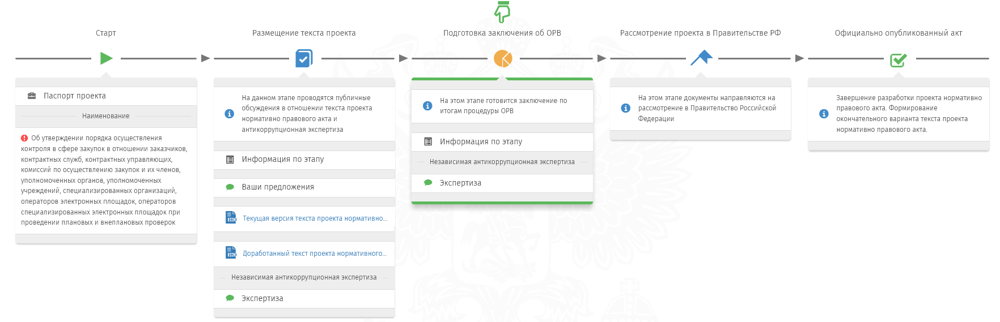 Старт
Паспорт проекта
Наименование
Об утверждении порядка осуществления
контроля в сфере закупок в отношении заказчиков,
контрактных служб, контрактных управляющих,
комиссий по осуществлению закупок и их членов,
уполномоченных органов, уполномоченных
учреждений, специализированных организаций,
операторов электронных площадок, операторов
специализированных электронных площадок при
проведении плановых и внеплановых проверок
Размещение текста проекта
На данном этапе проводятся публичные
обсуждения в отношении текста проекта
нормативно правового акта и
антикоррупционная экспертиза
Информация по этапу
Ваши предложения
Текущая версия текста проекта нормативно...
Доработанный текст проекта нормативного...
Независимая антикоррупционная экспертиза
Экспертиза
Подготовка заключения об ОРВ
На этом этапе готовится заключение по
итогам процедуры ОРВ
Информация по этапу
Независимая антикоррупционная экспертиза
Экспертиза
Рассмотрение проекта в Правительстве РФ
На этом этапе документы направляются на
рассмотрение в Правительство Российской
Федерации
Официально опубликованный акт
Завершение разработки проекта нормативно
правового акта. Формирование
окончательного варианта текста проекта
нормативно правового акта.